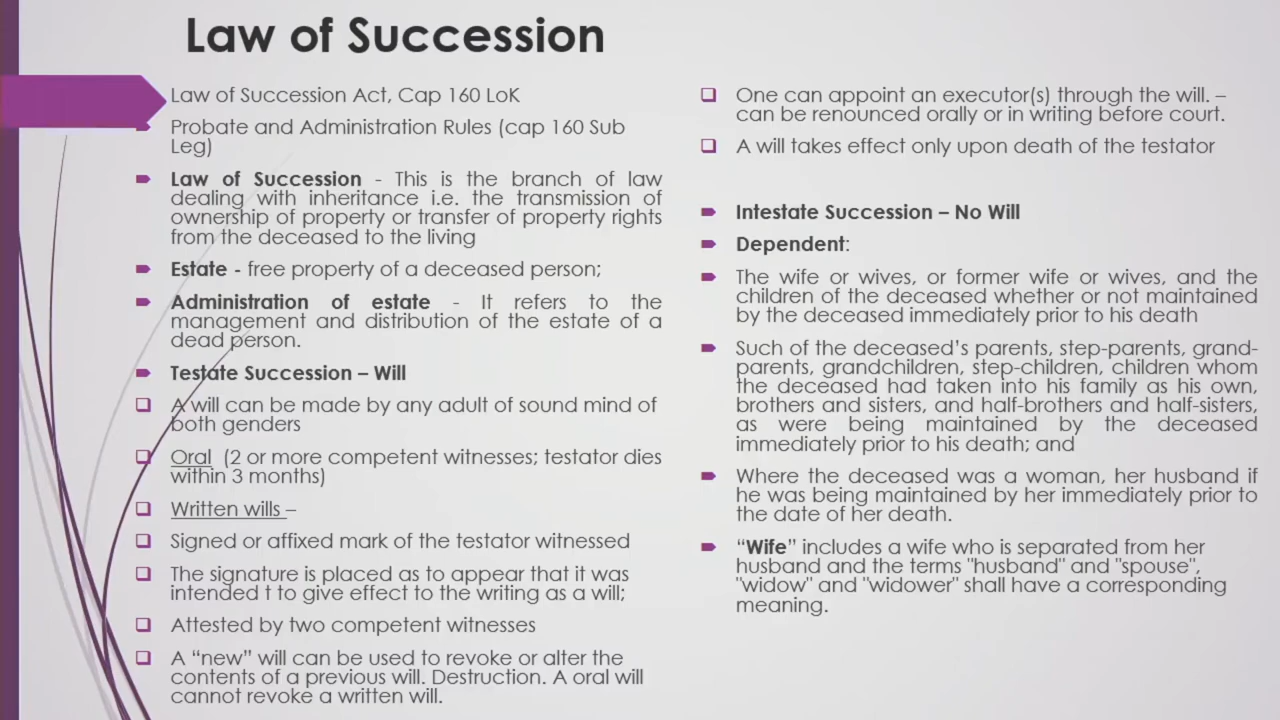 Law of Succession
Law of Succession Act, Cap 160 LoK
Probate and Administration Rules (cap 160 Sub
Leg)
Law of Succession - This is the branch of law
dealing with inheritance i.e. the transmission of
ownership of property or transfer of property rights
from the deceased to the living
Estate - free property of a deceased person;
Administration of estate - It refers to the
management and distribution of the estate of a
dead person.
Testate Succession – Will
A will can be made by any adult of sound mind of
both genders
Oral (2 or more competent witnesses; testator dies
within 3 months)
Written wills –
Signed or affixed mark of the testator witnessed
The signature is placed as to appear that it was
intended t to give effect to the writing as a will;
Attested by two competent witnesses
A “new” will can be used to revoke or alter the
contents of a previous will. Destruction. A oral will
cannot revoke a written will.
One can appoint an executor(s) through the will. –
can be renounced orally or in writing before court.
A will takes effect only upon death of the testator
Intestate Succession – No Will
Dependent:
The wife or wives, or former wife or wives, and the
children of the deceased whether or not maintained
by the deceased immediately prior to his death
Such of the deceased’s parents, step-parents, grand-
parents, grandchildren, step-children, children whom
the deceased had taken into his family as his own,
brothers and sisters, and half-brothers and half-sisters,
as were being maintained by the deceased
immediately prior to his death; and
Where the deceased was a woman, her husband if
he was being maintained by her immediately prior to
the date of her death.
“Wife” includes a wife who is separated from her
husband and the terms "husband" and "spouse",
"widow" and "widower" shall have a corresponding
meaning.